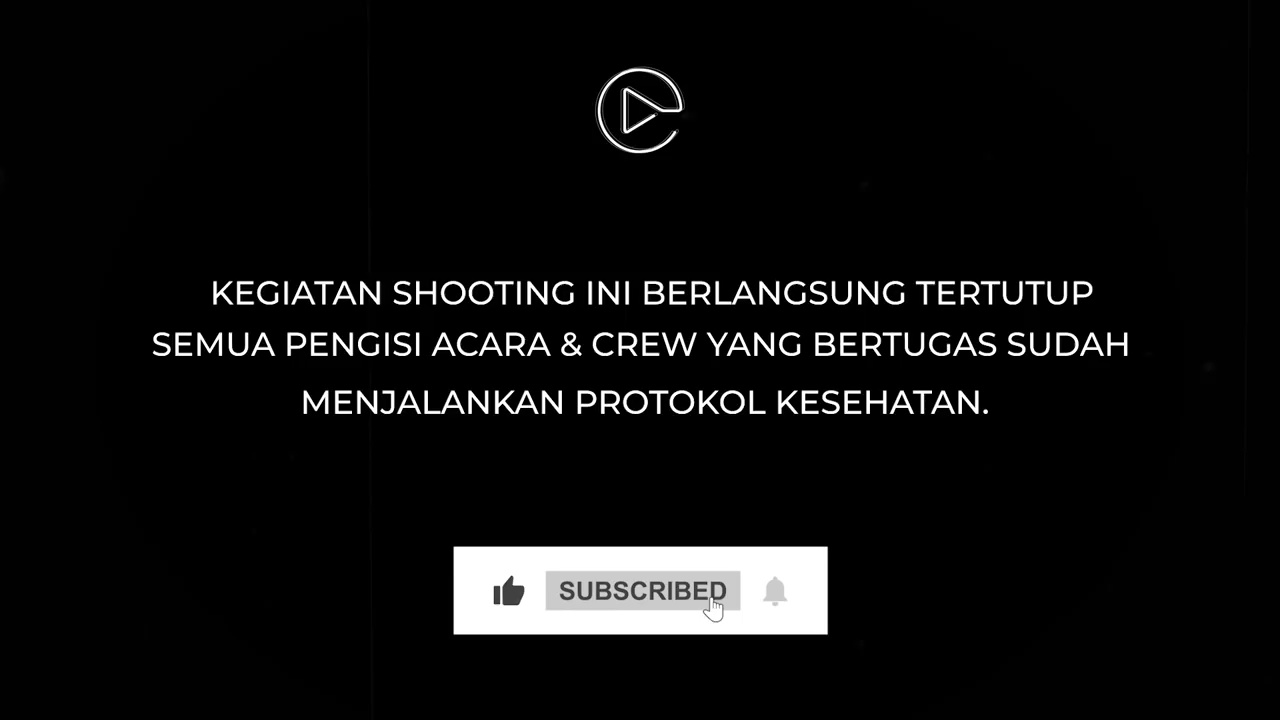 KEGIATAN SHOOTING INI BERLANGSUNG TERTUTUP
SEMUA PENGISI ACARA & CREW YANG BERTUGAS SUDAH
MENJALANKAN PROTOKOL KESEHATAN.
SUBSCRIBED